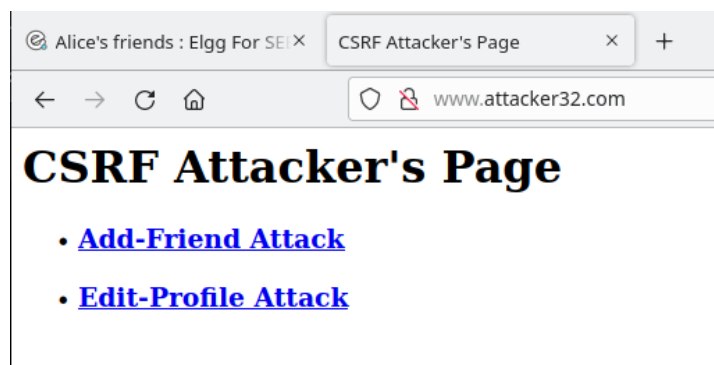 Alice's friends : Elgg For SE
CSRF Attacker's Page
www.attacker32.com
CSRF Attacker's Page
Add-Friend Attack
Edit-Profile Attack